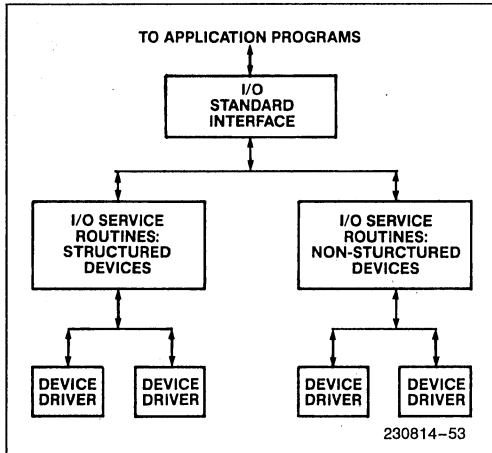 TO APPLICATION PROGRAMS
I/O
STANDARD
INTERFACE
I/O SERVICE
ROUTINES:
STRUCTURED
DEVICES
I/O SERVICE
ROUTINES:
NON-STURCTURED
DEVICES
DEVICE
DRIVER
DEVICE
DRIVER
DEVICE
DRIVER
DEVICE
DRIVER
230814–53